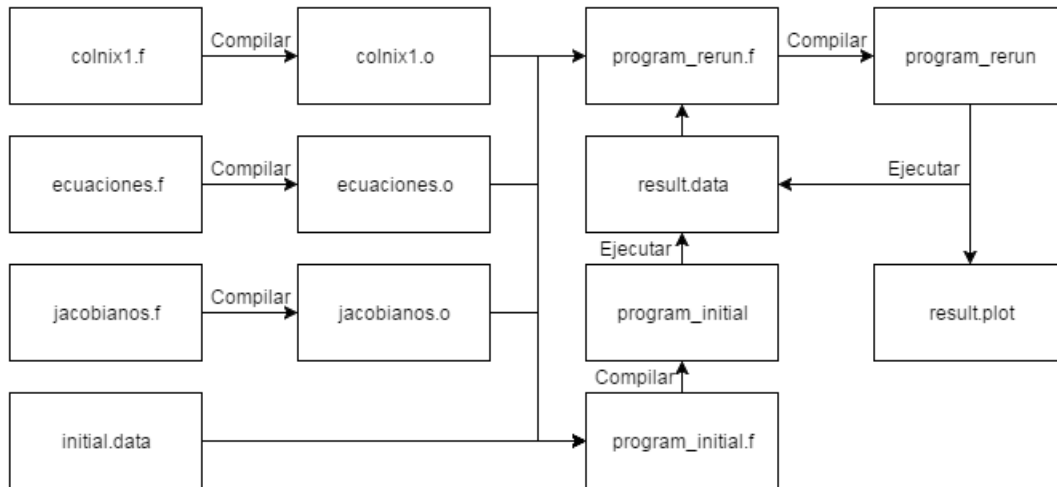 colnix1.f
Compilar
colnix1.o
program_rerun.f
Compilar
program_rerun
ecuaciones.f
Compilar
ecuaciones.o
result.data
Ejecutar
Ejecutar
jacobianos.f
Compilar
jacobianos.o
program_initial
result.plot
Compilar
initial.data
program_initial.f